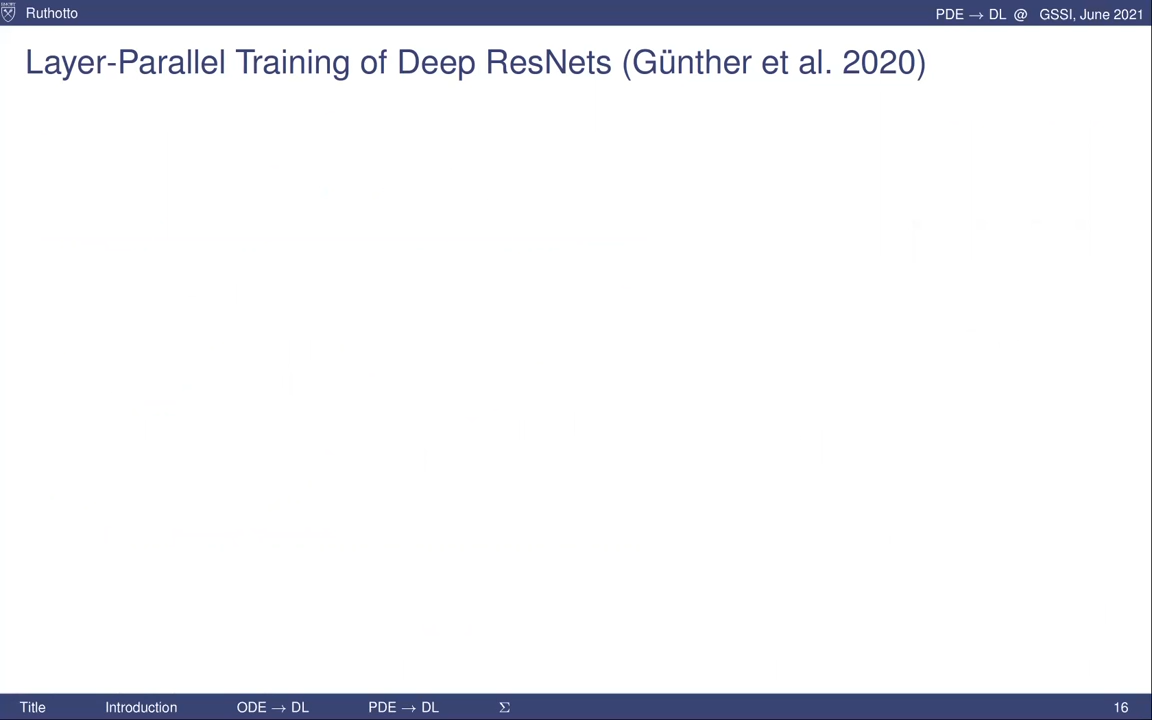 Ruthotto
PDE → DL @ GSSI, June 2021
Layer-Parallel Training of Deep ResNets (Günther et al. 2020)
Title Introduction ODE → DL PDE → DL Σ 16